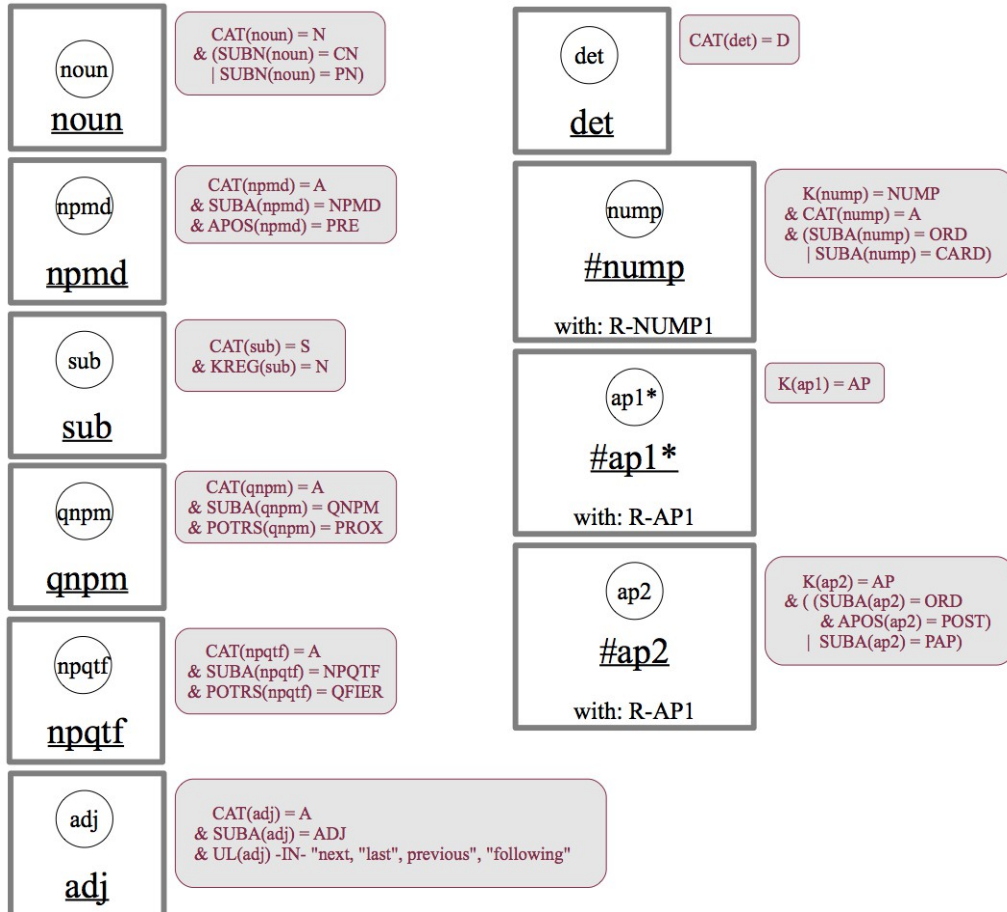 noun
noun
CAT(noun) = N
& (SUBN(noun) = CN
| SUBN(noun) = PN)
npmd
npmd
CAT(npmd) = A
& SUBA(npmd) = NPMD
& APOS(npmd) = PRE
sub
sub
CAT(sub) = S
& KREG(sub) = N
qnpm
qnpm
CAT(qnpm) = A
& SUBA(qnpm) = QNPM
& POTRS(qnpm) = PROX
npqtf
npqtf
CAT(npqtf) = A
& SUBA(npqtf) = NPQTF
& POTRS(npqtf) = QFIER
adj
adj
CAT(adj) = A
& SUBA(adj) = ADJ
& UL(adj) -IN- "next, "last", previous", "following"
det
det
CAT(det) = D
nump
#nump
with: R-NUMP1
K(nump) = NUMP
& CAT(nump) = A
& (SUBA(nump) = ORD
| SUBA(nump) = CARD)
ap1*
#ap1*
with: R-AP1
K(ap1) = AP
ap2
#ap2
with: R-AP1
K(ap2) = AP
& ( (SUBA(ap2) = ORD
& APOS(ap2) = POST)
| SUBA(ap2) = PAP)